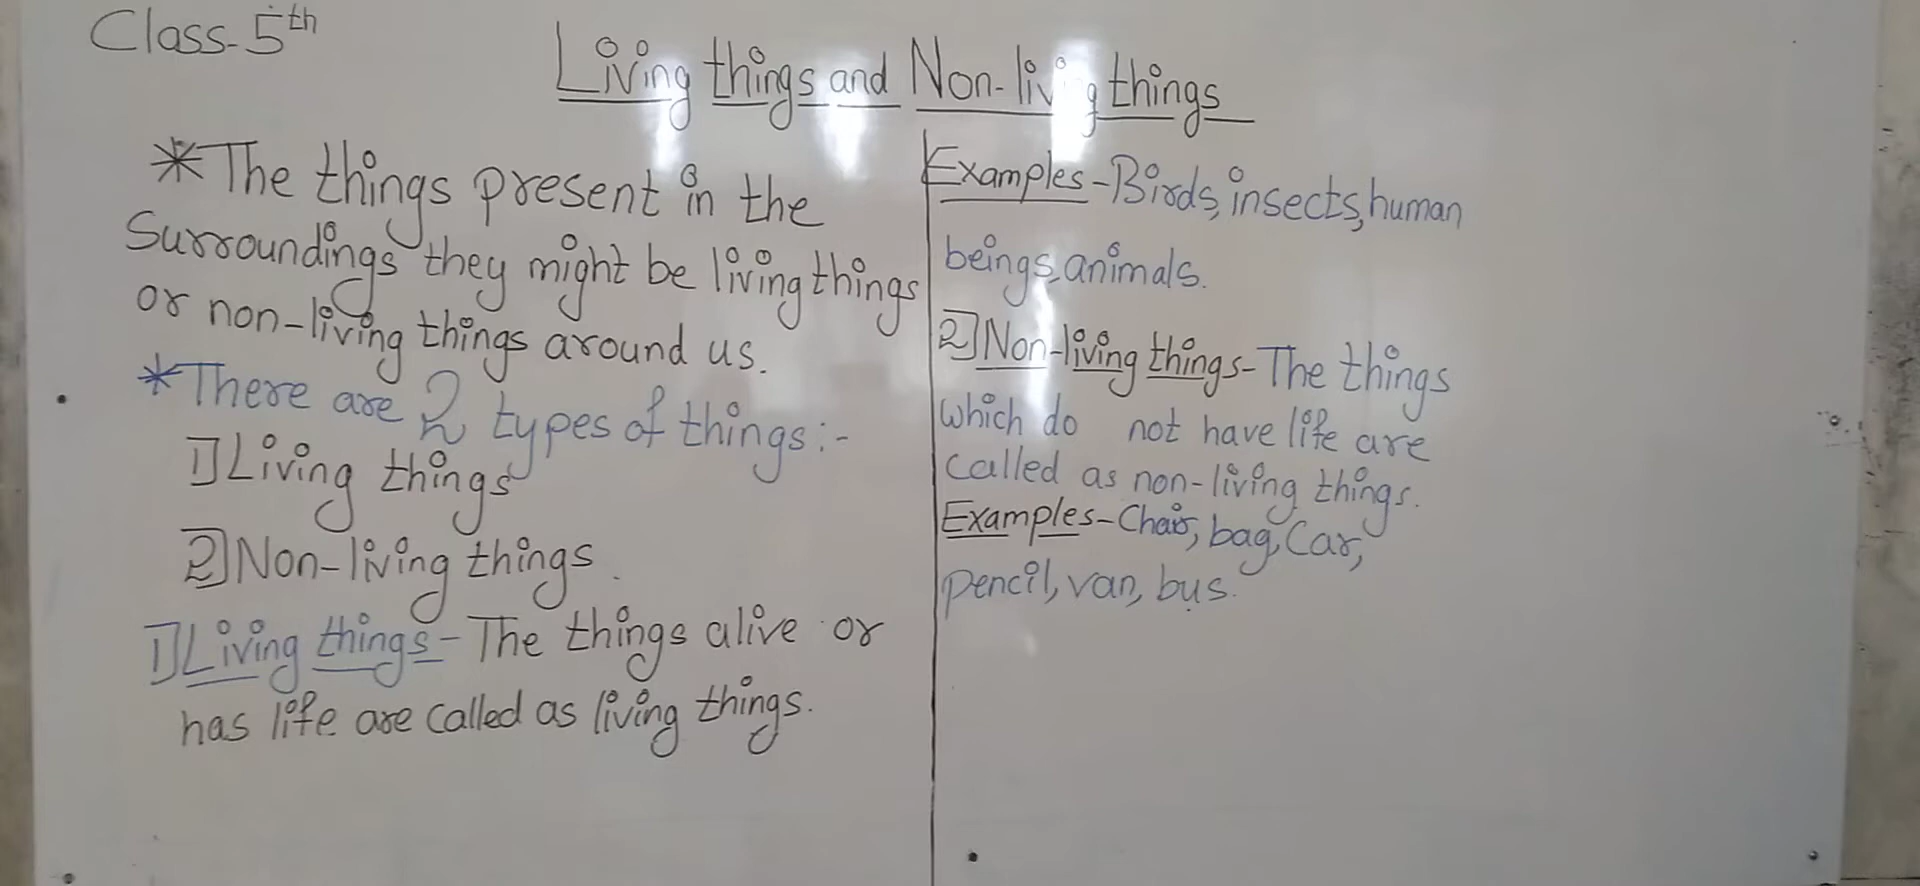 Class-5th
Living things and Non-living things
*The things present in the
Surroundings they might be living things
or non-living things around us.
*There are 2 types of things:-
1]Living things
2]Non-living things.
1]Living things-The things alive or
has life are called as living things.
Examples-Birds, insects, human
beings, animals.
2]Non-living things-The things
which do not have life are
called as non-living things.
Examples-Chair, bag, Car,
pencil, van, bus.